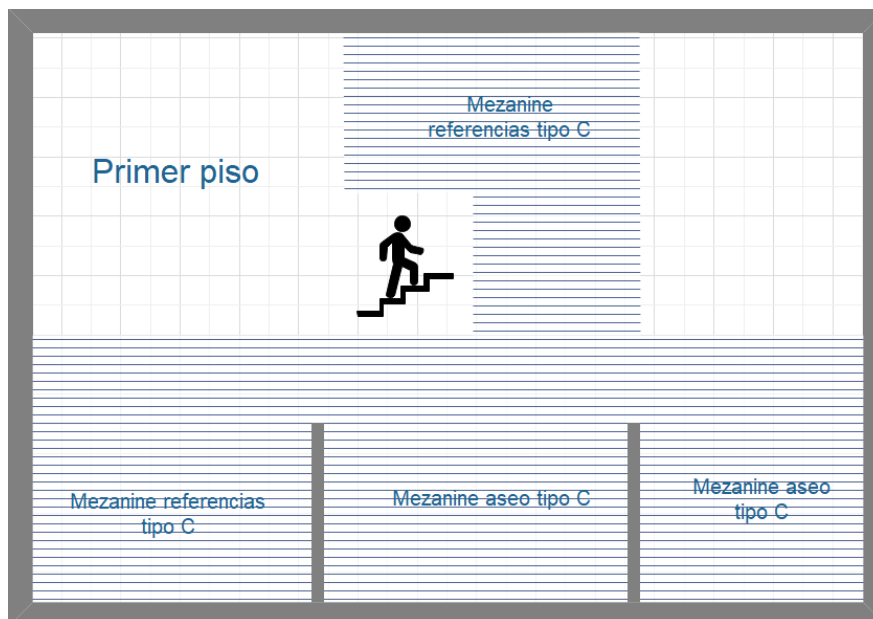 Mezanine
referencias tipo C
Primer piso
Mezanine referencias
tipo C
Mezanine aseo tipo C
Mezanine aseo
tipo C